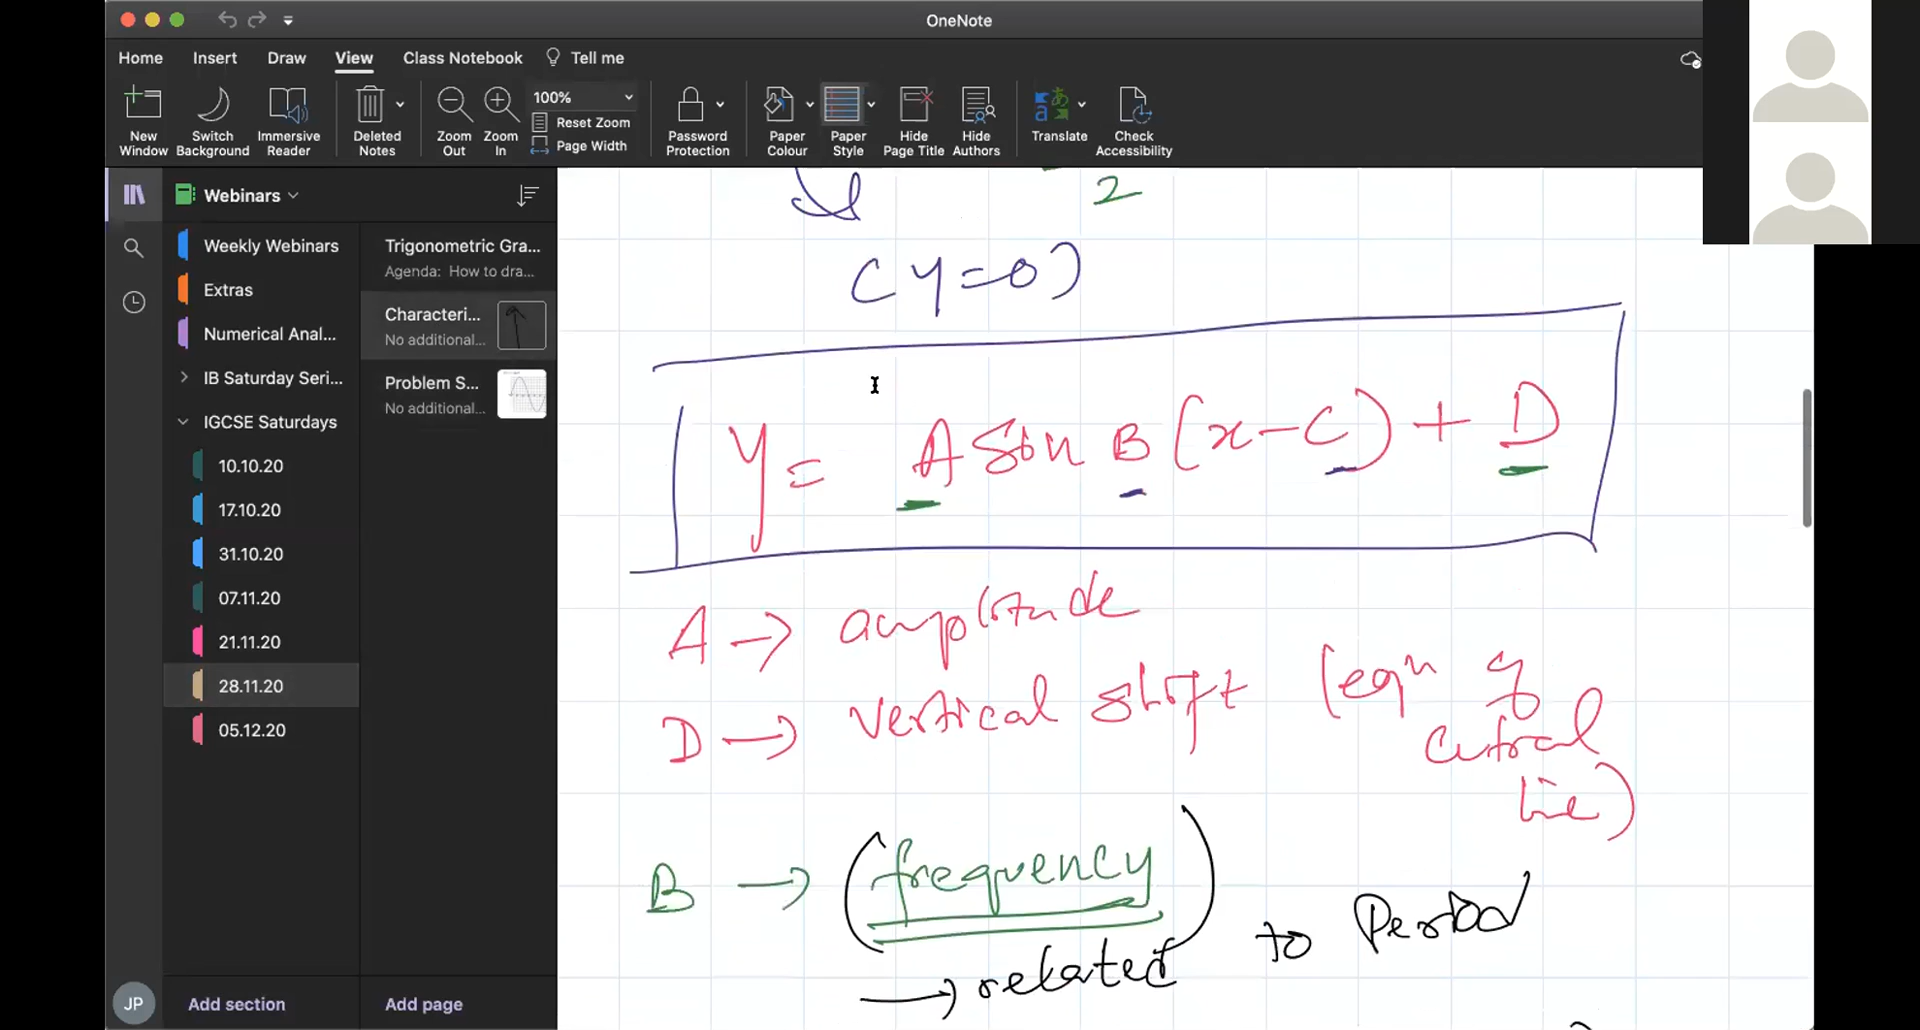 OneNote
Home Insert Draw View Class Notebook Tell me
100%
Reset Zoom
Page Width
New Window
Switch Background
Immersive Reader
Deleted Notes
Zoom Out
Zoom In
Password Protection
Paper Colour
Paper Style
Hide Page Title
Hide Authors
Translate
Check Accessibility
Webinars
Weekly Webinars
Extras
Numerical Anal...
IB Saturday Seri...
IGCSE Saturdays
10.10.20
17.10.20
31.10.20
07.11.20
21.11.20
28.11.20
05.12.20
JP
Add section
Trigonometric Gra...
Agenda: How to dra...
Characteri...
No additional...
Problem S...
No additional...
Add page
2
(y=0)
y = A sin B (x-C) + D
A → amplitude
D → vertical shift (eqn of
central
line)
B → (frequency)
→ related to Period